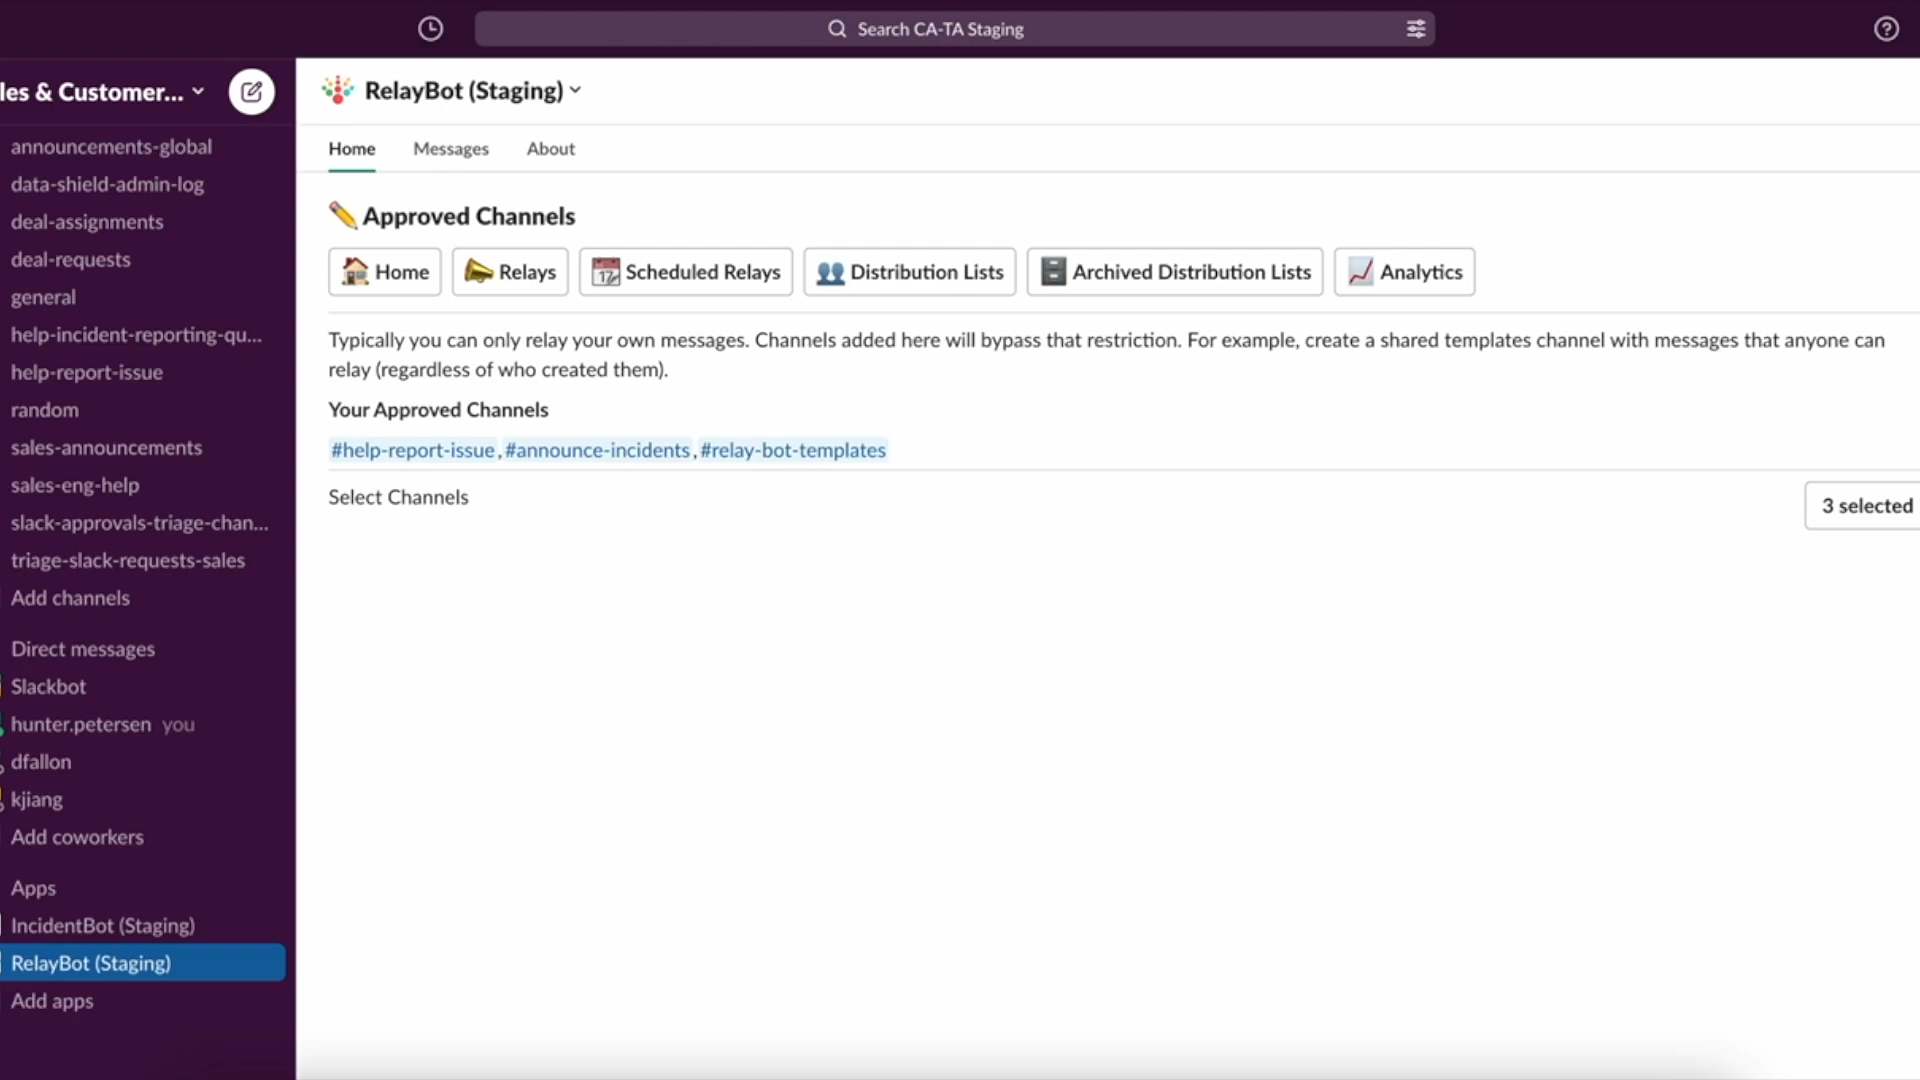 Search CA-TA Staging
les & Customer...
announcements-global
data-shield-admin-log
deal-assignments
deal-requests
general
help-incident-reporting-qu...
help-report-issue
random
sales-announcements
sales-eng-help
slack-approvals-triage-chan...
triage-slack-requests-sales
Add channels
Direct messages
Slackbot
hunter.petersen you
dfallon
kjiang
Add coworkers
Apps
IncidentBot (Staging)
RelayBot (Staging)
Add apps
RelayBot (Staging)
Home Messages About
Approved Channels
Home Relays Scheduled Relays Distribution Lists Archived Distribution Lists Analytics
Typically you can only relay your own messages. Channels added here will bypass that restriction. For example, create a shared templates channel with messages that anyone can
relay (regardless of who created them).
Your Approved Channels
#help-report-issue, #announce-incidents, #relay-bot-templates
Select Channels
3 selected